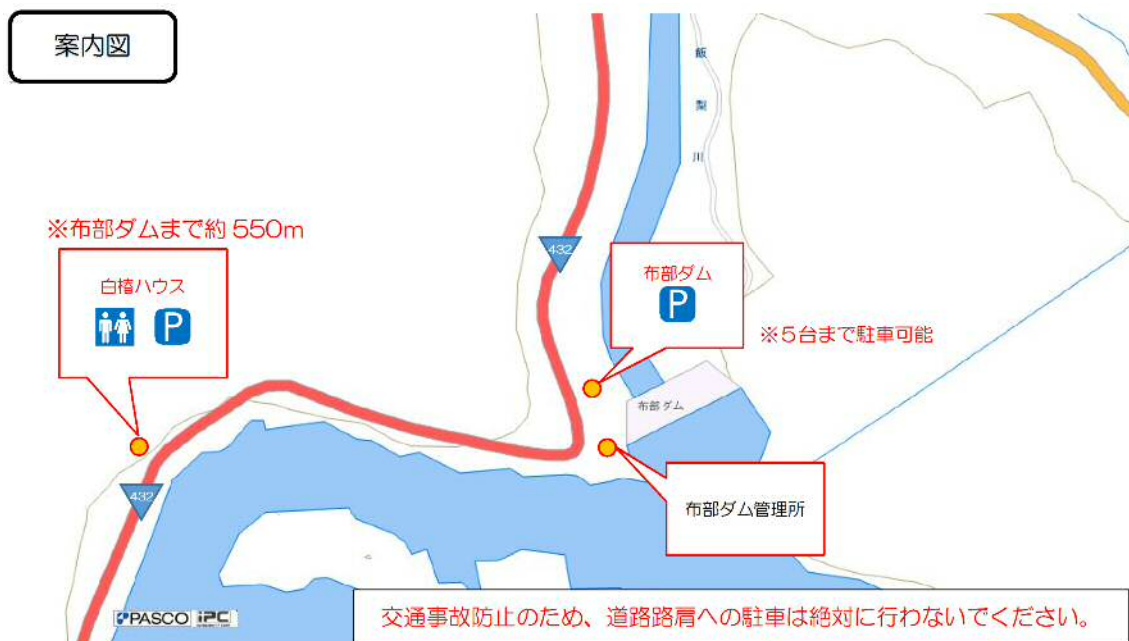 案内図
飯梨川
※布部ダムまで約 550m
白椿ハウス
P
432
布部ダム
P
※5台まで駐車可能
布部ダム
432
布部ダム管理所
PASCO iPC
交通事故防止のため、道路路肩への駐車は絶対に行わないでください。